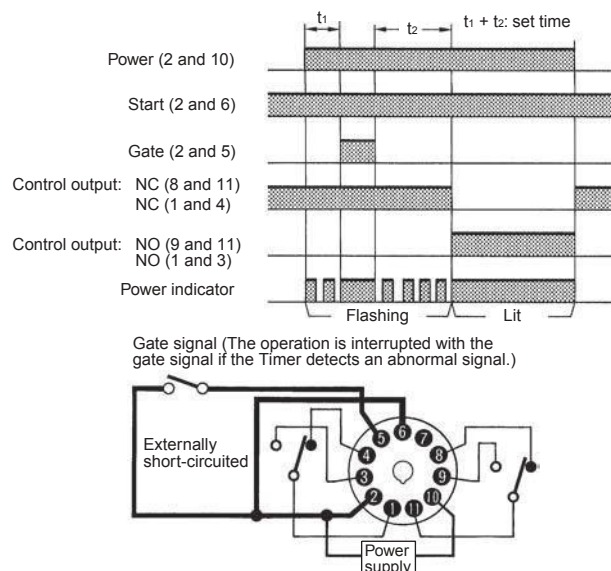 t₁
t₂
t₁ + t₂: set time
Power (2 and 10)
Start (2 and 6)
Gate (2 and 5)
Control output: NC (8 and 11)
NC (1 and 4)
Control output: NO (9 and 11)
NO (1 and 3)
Power indicator
Flashing
Lit
Gate signal (The operation is interrupted with the
gate signal if the Timer detects an abnormal signal.)
Externally
short-circuited
5 6 7
4 8
3 9
2 10
1 11
Power
supply